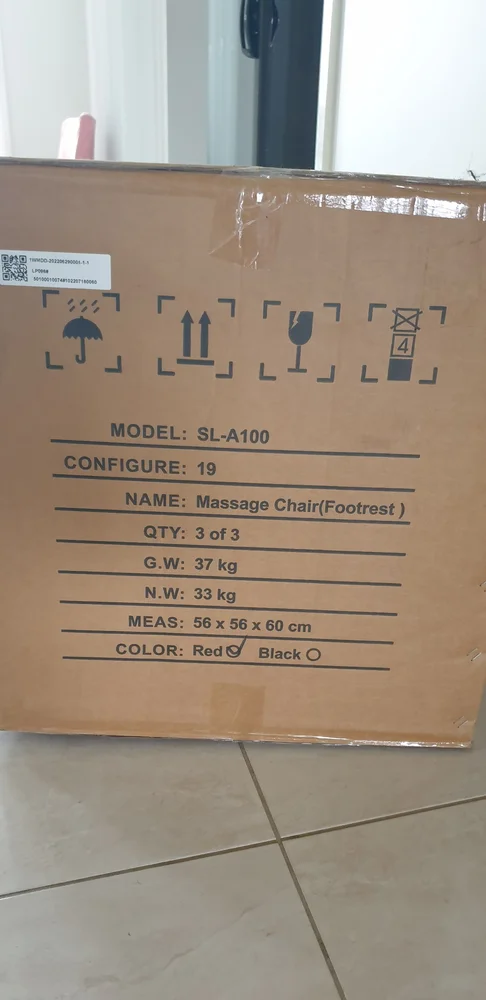 LP099#
4
MODEL: SL-A100
CONFIGURE: 19
NAME: Massage Chair(Footrest )
QTY: 3 of 3
G.W: 37 kg
N.W: 33 kg
MEAS: 56 x 56 x 60 cm
COLOR: Red Black